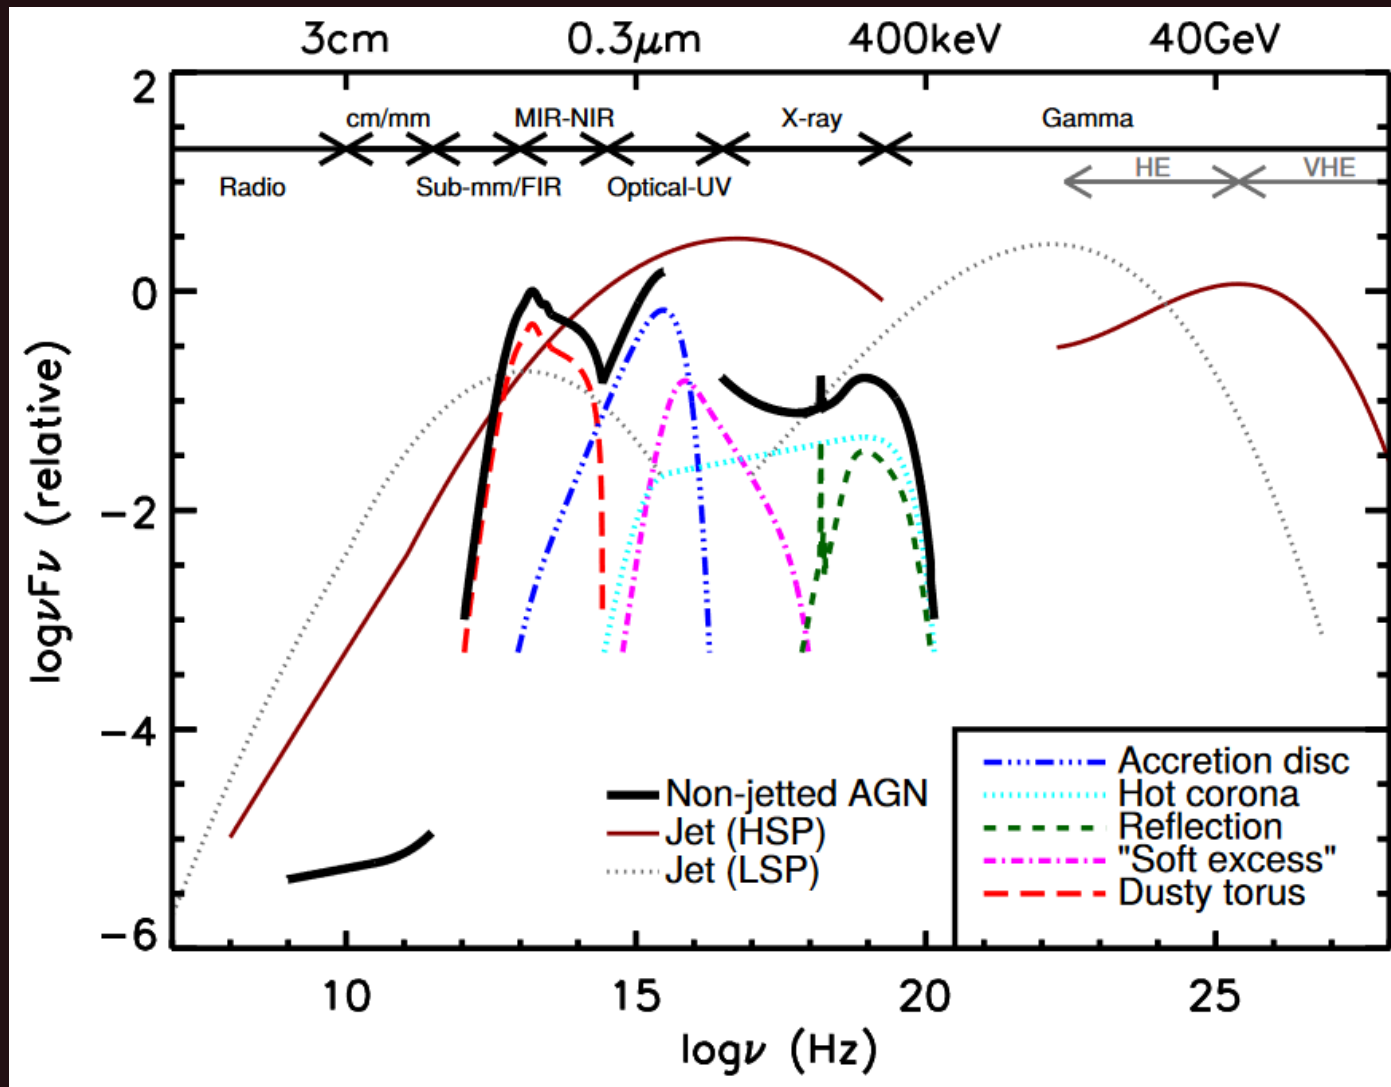 3cm 0.3μm 400keV 40GeV
cm/mm MIR-NIR X-ray Gamma
Radio Sub-mm/FIR Optical-UV HE VHE
2
0
−2
−4
−6
logνFν (relative)
Non-jetted AGN
Jet (HSP)
Jet (LSP)
Accretion disc
Hot corona
Reflection
"Soft excess"
Dusty torus
10 15 20 25
logν (Hz)